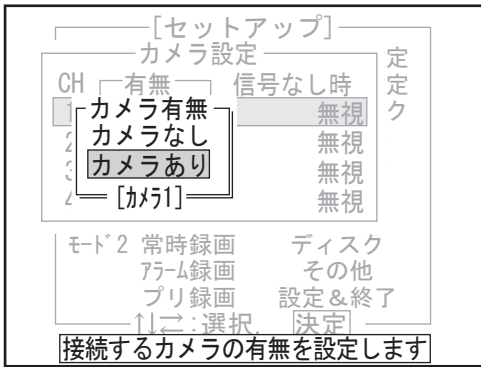 [セットアップ]
カメラ設定
定
CH 有無 信号なし時 定
1 カメラ有無 無視 ク
2 カメラなし 無視
カメラあり 無視
4 [ｶﾒﾗ1] 無視
ﾓｰﾄﾞ2 常時録画 ディスク
ｱﾗｰﾑ録画 その他
プリ録画 設定&終了
↑↓⇄:選択, 決定
接続するカメラの有無を設定します